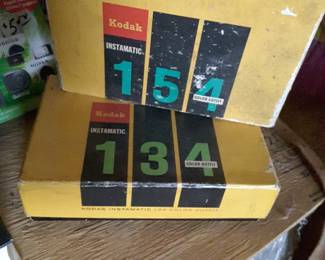 Kodak
INSTAMATIC
154
COLOR OUTFIT
Kodak
INSTAMATIC
134
COLOR OUTFIT
KODAK INSTAMATIC 134 COLOR OUTFIT